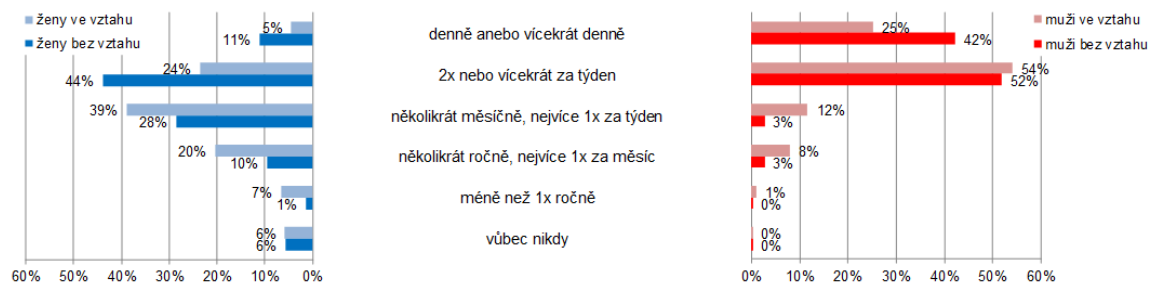 ženy ve vztahu
ženy bez vztahu
5%
11%
denně anebo vícekrát denně
25%
42%
muži ve vztahu
muži bez vztahu
24%
44%
2x nebo vícekrát za týden
54%
52%
39%
28%
několikrát měsíčně, nejvíce 1x za týden
12%
3%
20%
10%
několikrát ročně, nejvíce 1x za měsíc
8%
3%
7%
1%
méně než 1x ročně
1%
0%
6%
6%
vůbec nikdy
0%
0%
60% 50% 40% 30% 20% 10% 0%
0% 10% 20% 30% 40% 50% 60%